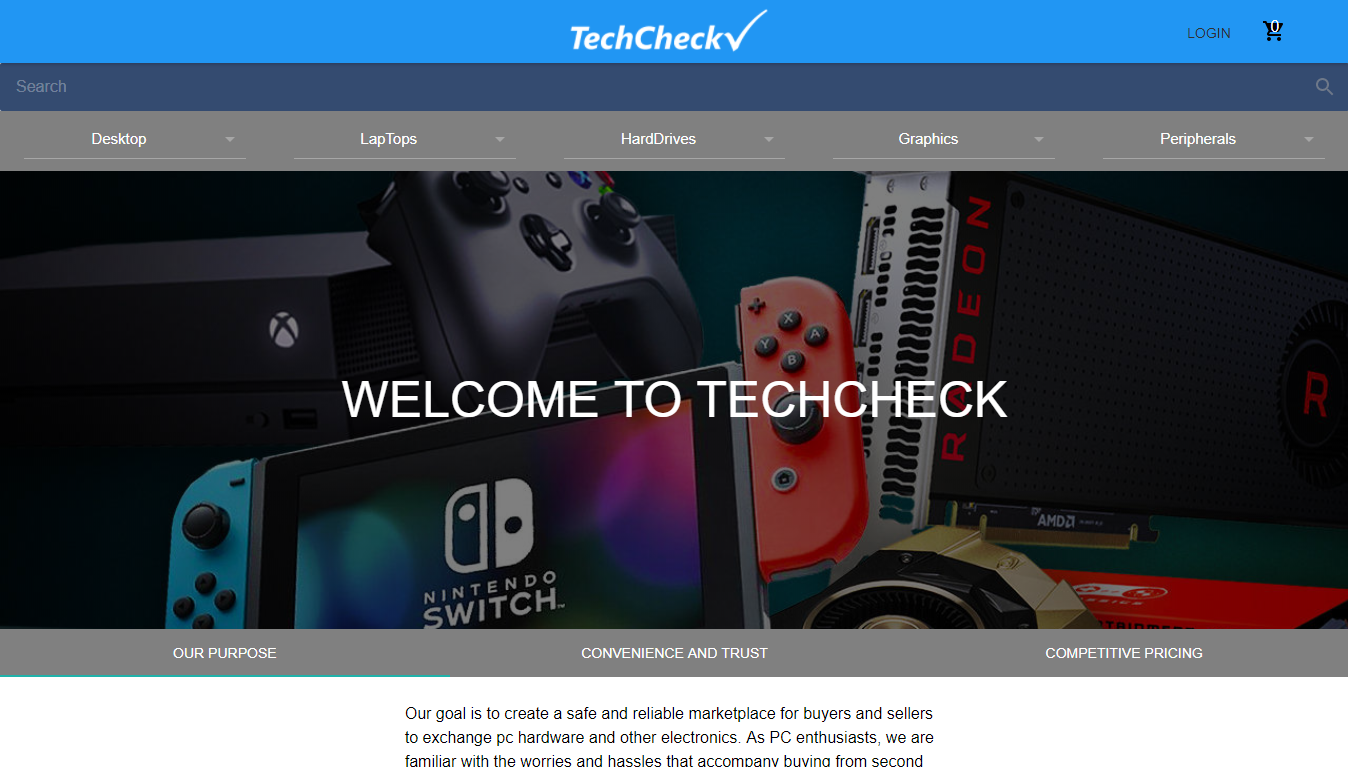 TechCheck
LOGIN
0
Search
Desktop
LapTops
HardDrives
Graphics
Peripherals
RADEON
X
A
Y
B
R
WELCOME TO TECHCHECK
AMD
NINTENDO
SWITCH™
OUR PURPOSE
CONVENIENCE AND TRUST
COMPETITIVE PRICING
Our goal is to create a safe and reliable marketplace for buyers and sellers
to exchange pc hardware and other electronics. As PC enthusiasts, we are
familiar with the worries and hassles that accompany buying from second